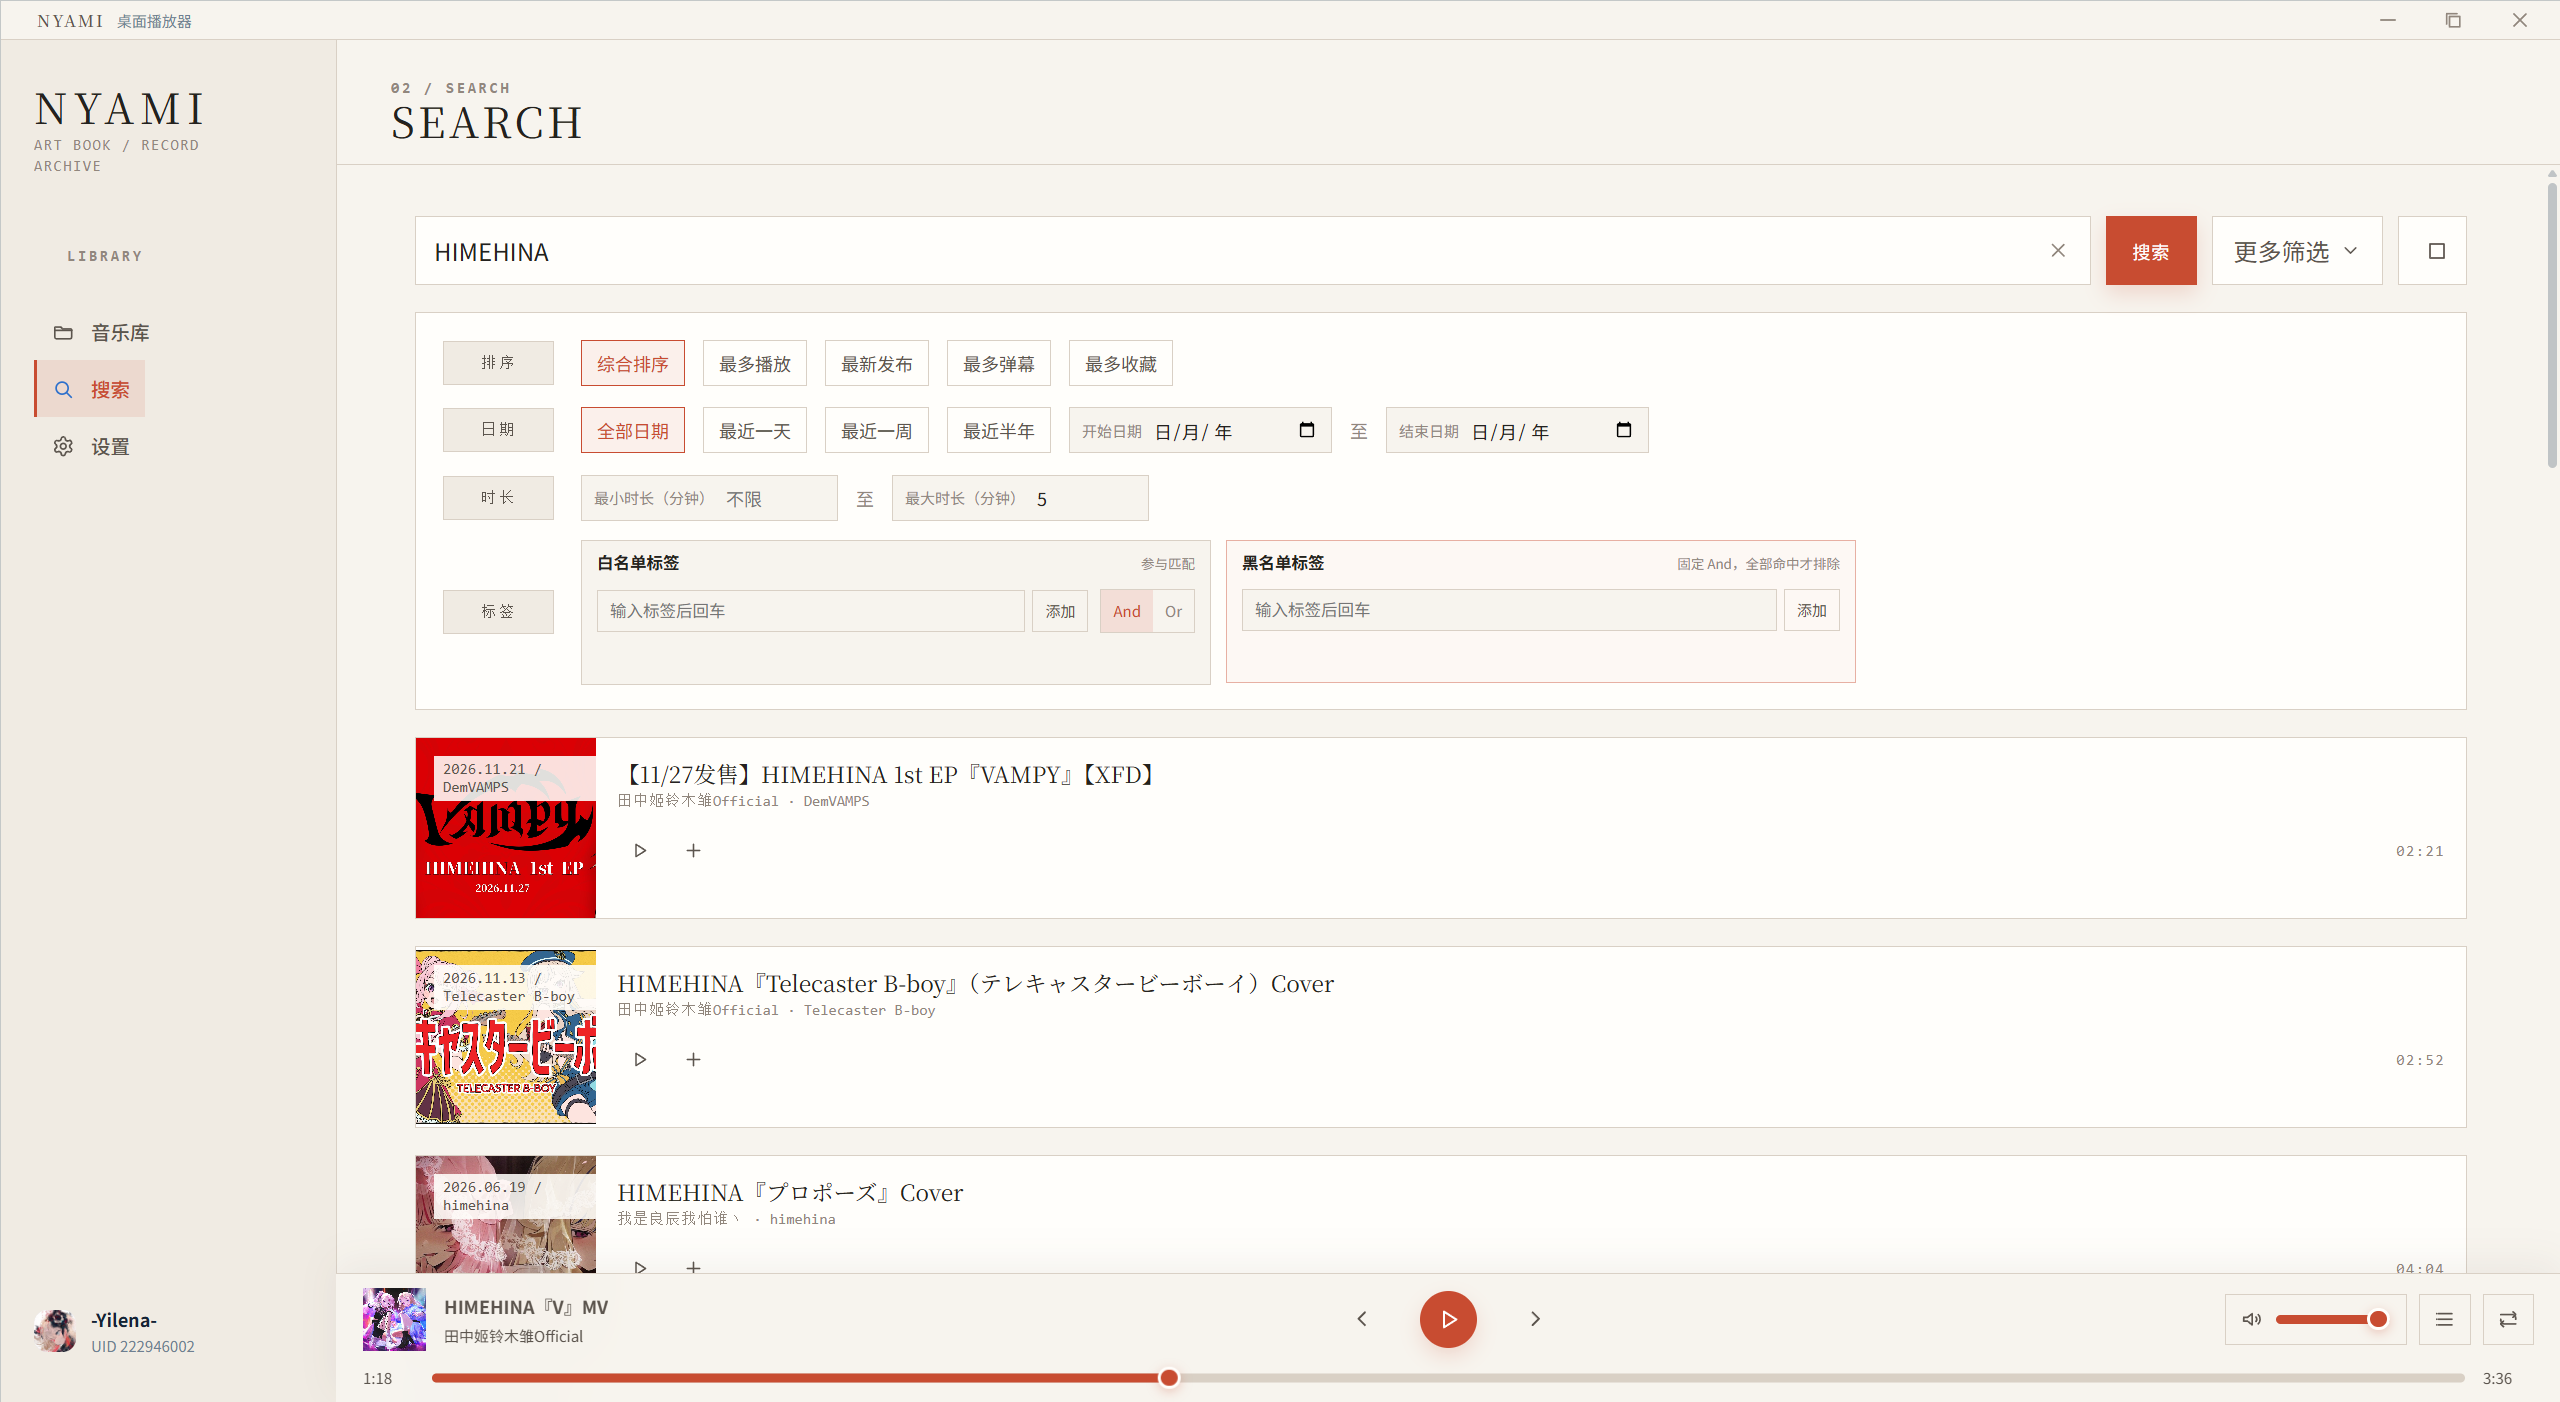 NYAMI 桌面播放器
NYAMI
ART BOOK / RECORD
ARCHIVE
LIBRARY
音乐库
搜索
设置
-Yilena-
UID 222946002
02 / SEARCH
SEARCH
HIMEHINA
搜索
更多筛选
排序
综合排序 最多播放 最新发布 最多弹幕 最多收藏
日期
全部日期 最近一天 最近一周 最近半年 开始日期 日/月/年 至 结束日期 日/月/年
时长
最小时长（分钟） 不限 至 最大时长（分钟） 5
标签
白名单标签 参与匹配
输入标签后回车 添加 And Or
黑名单标签 固定 And，全部命中才排除
输入标签后回车 添加
2026.11.21 /
DemVAMPS
Vampy
HIMEHINA 1st EP
2026.11.27
【11/27发售】HIMEHINA 1st EP『VAMPY』【XFD】
田中姬铃木雏Official · DemVAMPS
02:21
2026.11.13 /
Telecaster B-boy
キャスタービーボ
TELECASTER B-BOY
HIMEHINA『Telecaster B-boy』（テレキャスタービーボーイ）Cover
田中姬铃木雏Official · Telecaster B-boy
02:52
2026.06.19 /
himehina
HIMEHINA『プロポーズ』Cover
我是良辰我怕谁丶 · himehina
04:04
HIMEHINA『V』MV
田中姬铃木雏Official
1:18
3:36